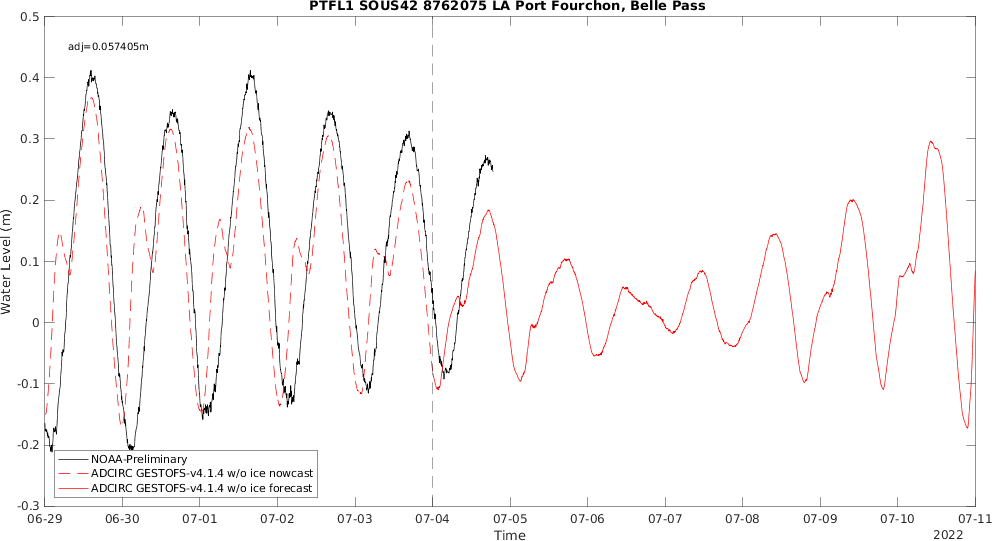 PTFL1 SOUS42 8762075 LA Port Fourchon, Belle Pass
adj=0.057405m
0.5
0.4
0.3
0.2
0.1
0
-0.1
-0.2
-0.3
Water Level (m)
NOAA-Preliminary
ADCIRC GESTOFS-v4.1.4 w/o ice nowcast
ADCIRC GESTOFS-v4.1.4 w/o ice forecast
06-29 06-30 07-01 07-02 07-03 07-04 07-05 07-06 07-07 07-08 07-09 07-10 07-11
Time
2022